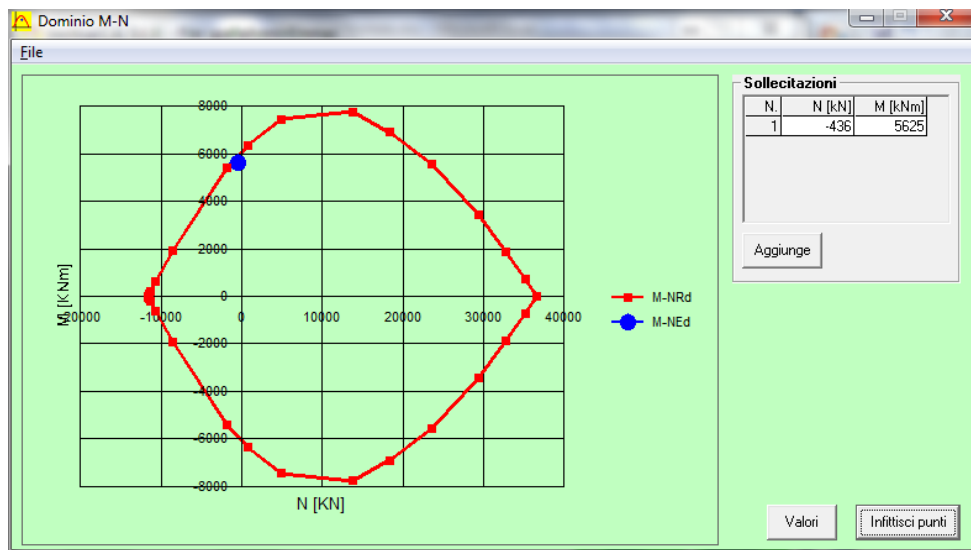 Dominio M-N
File
8000
6000
4000
2000
0
-2000
-4000
-6000
-8000
M [KNm]
-20000 -10000 0 10000 20000 30000 40000
N [KN]
M-NRd
M-NEd
Sollecitazioni
N. N [kN] M [kNm]
1 -436 5625
Aggiunge
Valori
Infittisci punti